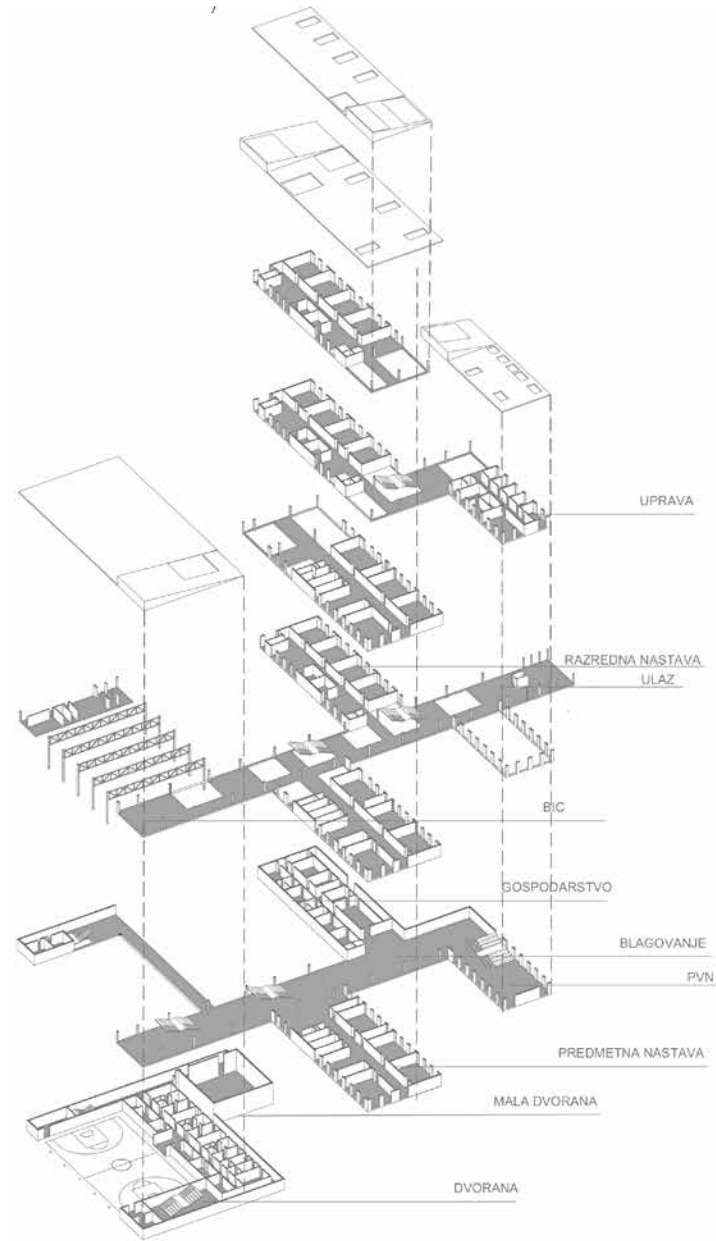 UPRAVA
RAZREDNA NASTAVA
ULAZ
BIC
GOSPODARSTVO
BLAGOVANJE
PVN
PREDMETNA NASTAVA
MALA DVORANA
DVORANA